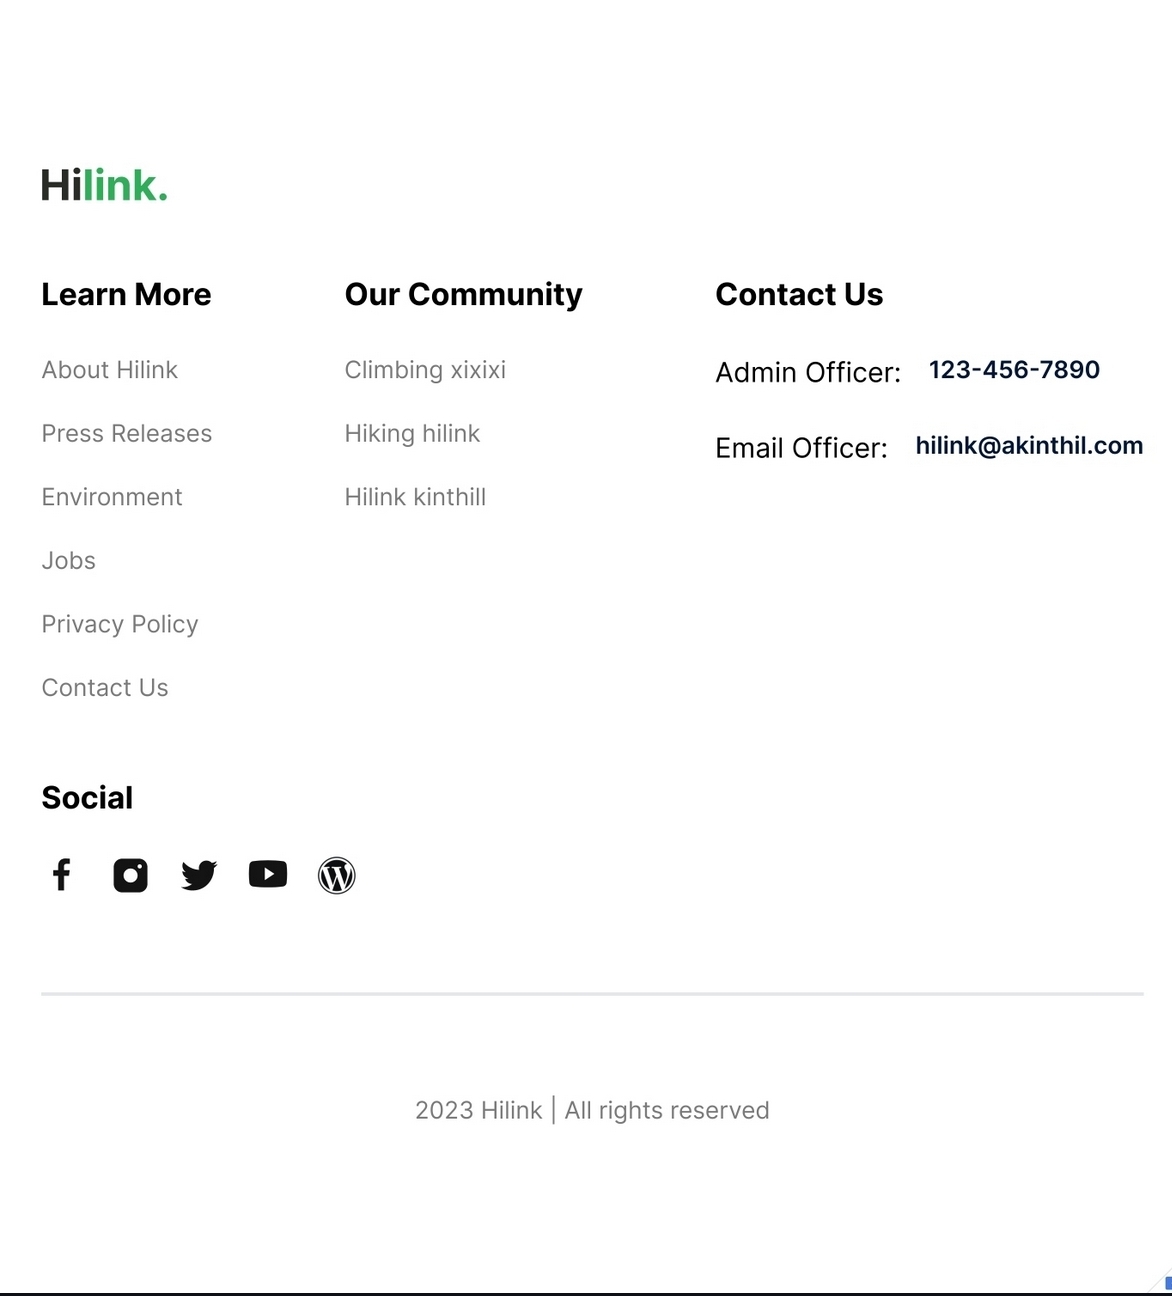 Hilink.
Learn More
About Hilink
Press Releases
Environment
Jobs
Privacy Policy
Contact Us
Our Community
Climbing xixixi
Hiking hilink
Hilink kinthill
Contact Us
Admin Officer: 123-456-7890
Email Officer: hilink@akinthil.com
Social
2023 Hilink | All rights reserved